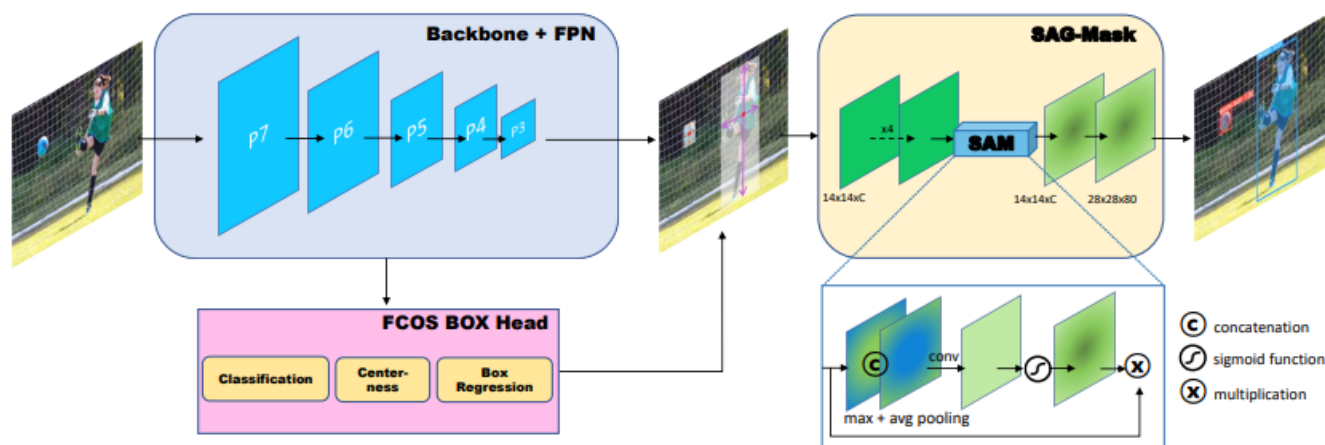 Backbone + FPN
P7
P6
P5
P4
P3
FCOS BOX Head
Classification
Center-
ness
Box
Regression
SAG-Mask
x4
SAM
14x14xC
14x14xC
28x28x80
C
conv
x
max + avg pooling
C concatenation
sigmoid function
x multiplication